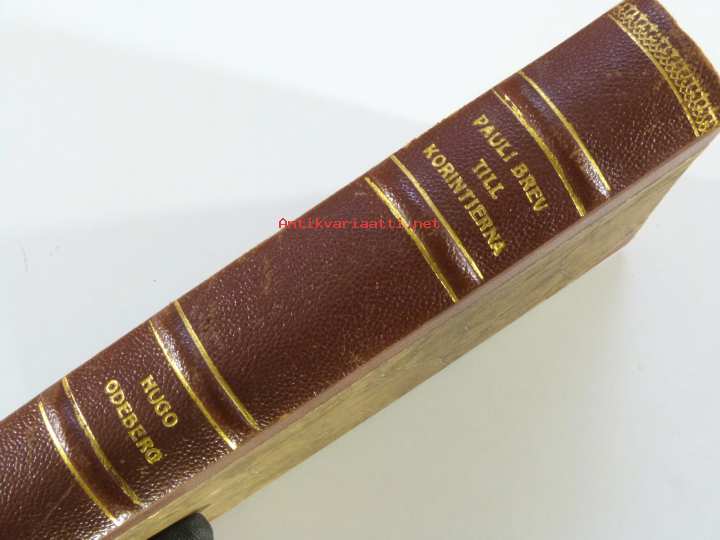 PAULI BREV
TILL
KORINTIERNA
HUGO
ODEBERG
Antikvariaatti.net